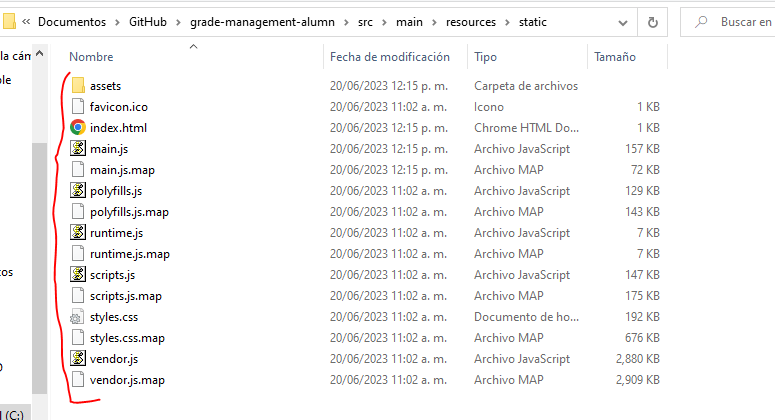 « Documentos > GitHub > grade-management-alumn > src > main > resources > static
Buscar en
la cám
Nombre Fecha de modificación Tipo Tamaño
ble
assets 20/06/2023 12:15 p. m. Carpeta de archivos
favicon.ico 20/06/2023 11:02 a. m. Icono 1 KB
index.html 20/06/2023 12:15 p. m. Chrome HTML Do... 1 KB
main.js 20/06/2023 12:15 p. m. Archivo JavaScript 157 KB
main.js.map 20/06/2023 12:15 p. m. Archivo MAP 72 KB
polyfills.js 20/06/2023 11:02 a. m. Archivo JavaScript 129 KB
polyfills.js.map 20/06/2023 11:02 a. m. Archivo MAP 143 KB
runtime.js 20/06/2023 11:02 a. m. Archivo JavaScript 7 KB
runtime.js.map 20/06/2023 11:02 a. m. Archivo MAP 7 KB
scripts.js 20/06/2023 11:02 a. m. Archivo JavaScript 147 KB
os
scripts.js.map 20/06/2023 11:02 a. m. Archivo MAP 175 KB
styles.css 20/06/2023 11:02 a. m. Documento de ho... 192 KB
styles.css.map 20/06/2023 11:02 a. m. Archivo MAP 676 KB
vendor.js 20/06/2023 11:02 a. m. Archivo JavaScript 2,880 KB
vendor.js.map 20/06/2023 11:02 a. m. Archivo MAP 2,909 KB
(C:)